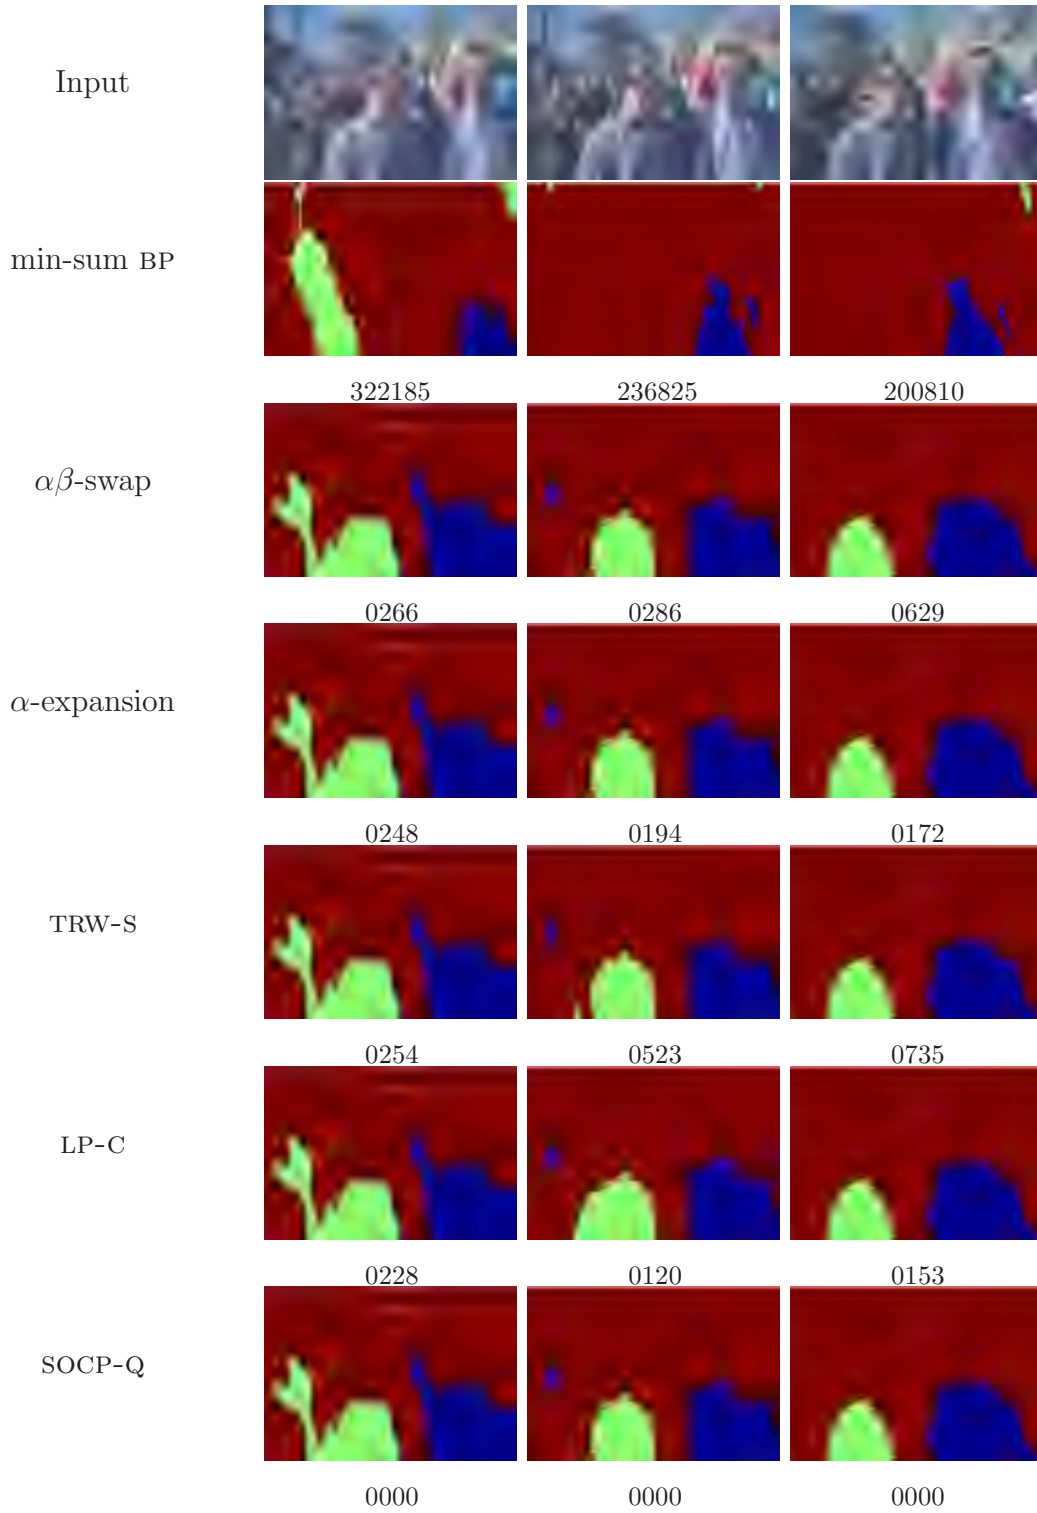 Input
min-sum BP
322185 236825 200810
αβ-swap
0266 0286 0629
α-expansion
0248 0194 0172
TRW-S
0254 0523 0735
LP-C
0228 0120 0153
SOCP-Q
0000 0000 0000